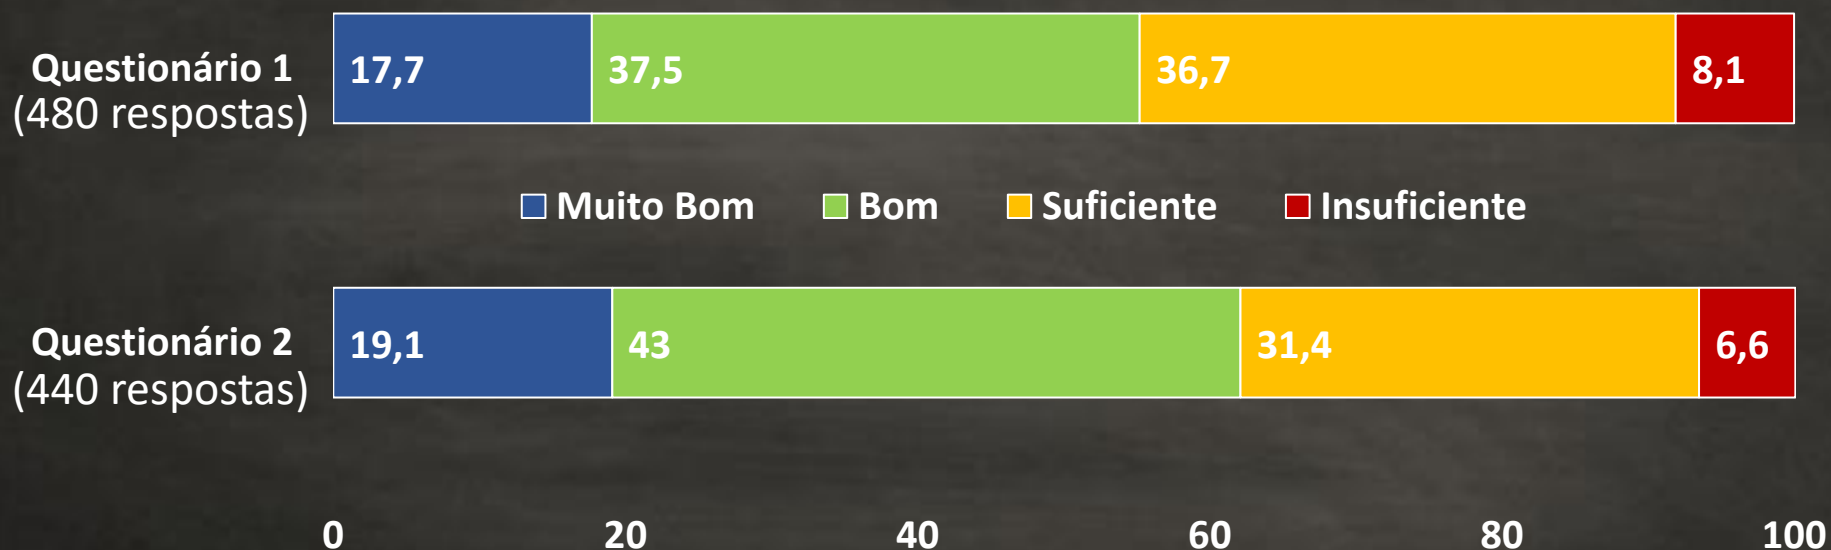 Questionário 1
(480 respostas)
17,7 37,5 36,7 8,1
Muito Bom Bom Suficiente Insuficiente
Questionário 2
(440 respostas)
19,1 43 31,4 6,6
0 20 40 60 80 100